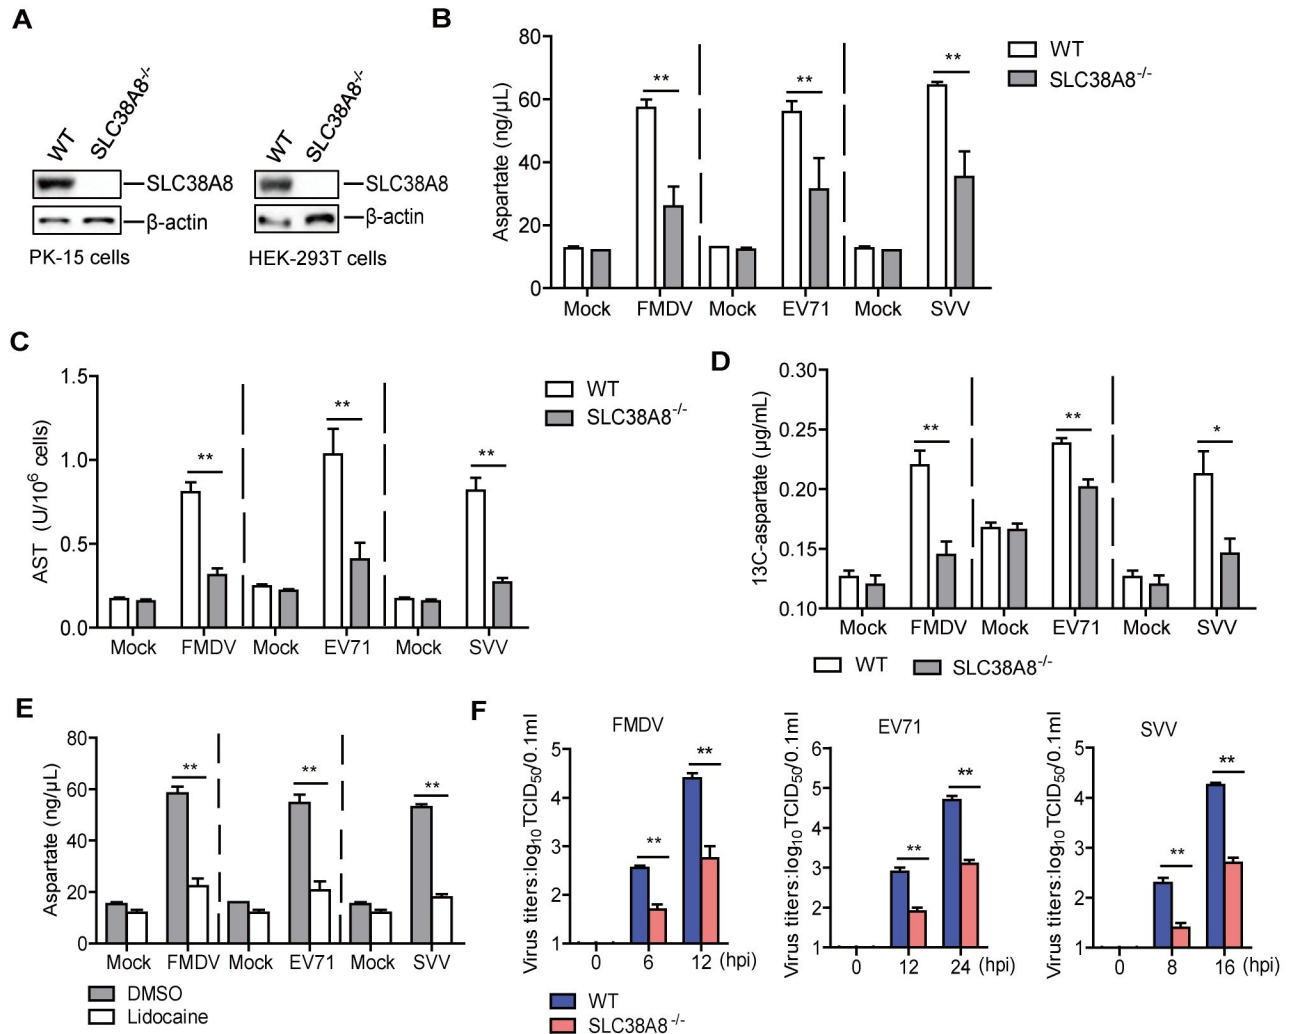 A
WT
SLC38A8-/-
SLC38A8
β-actin
PK-15 cells
WT
SLC38A8-/-
SLC38A8
β-actin
HEK-293T cells
B
Aspartate (ng/μL)
80
60
40
20
0
**
**
**
Mock FMDV Mock EV71 Mock SVV
WT
SLC38A8-/-
C
AST (U/10⁶ cells)
1.5
1.0
0.5
0.0
**
**
**
Mock FMDV Mock EV71 Mock SVV
WT
SLC38A8-/-
D
13C-aspartate (μg/mL)
0.30
0.25
0.20
0.15
0.10
**
**
*
Mock FMDV Mock EV71 Mock SVV
WT SLC38A8-/-
E
Aspartate (ng/μL)
80
60
40
20
0
**
**
**
Mock FMDV Mock EV71 Mock SVV
DMSO
Lidocaine
F
FMDV
Virus titers:log₁₀TCID₅₀/0.1ml
5
4
3
2
1
**
**
0 6 12 (hpi)
EV71
Virus titers:log₁₀TCID₅₀/0.1ml
6
5
4
3
2
1
**
**
0 12 24 (hpi)
SVV
Virus titers:log₁₀TCID₅₀/0.1ml
5
4
3
2
1
**
**
0 8 16 (hpi)
WT
SLC38A8-/-